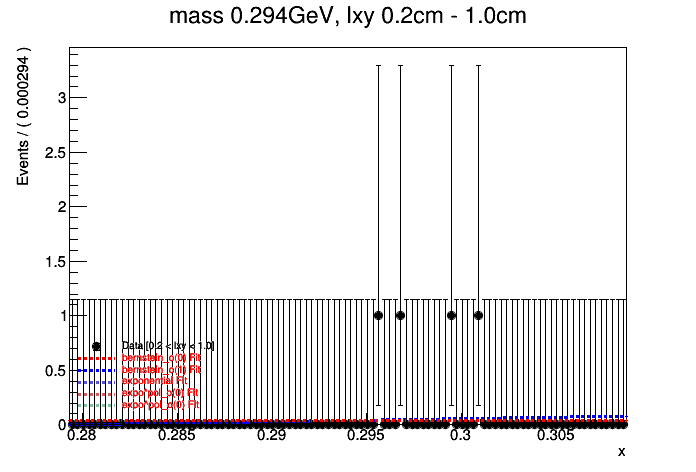 mass 0.294GeV, lxy 0.2cm - 1.0cm
Events / ( 0.000294 )
3
2.5
2
1.5
1
0.5
0
Data [0.2 < lxy < 1.0]
bernstein_o(0) Fit
bernstein_o(1) Fit
exponential Fit
expo*pol_o(0) Fit
expo*pol_o(0) Fit
0.28 0.285 0.29 0.295 0.3 0.305
x